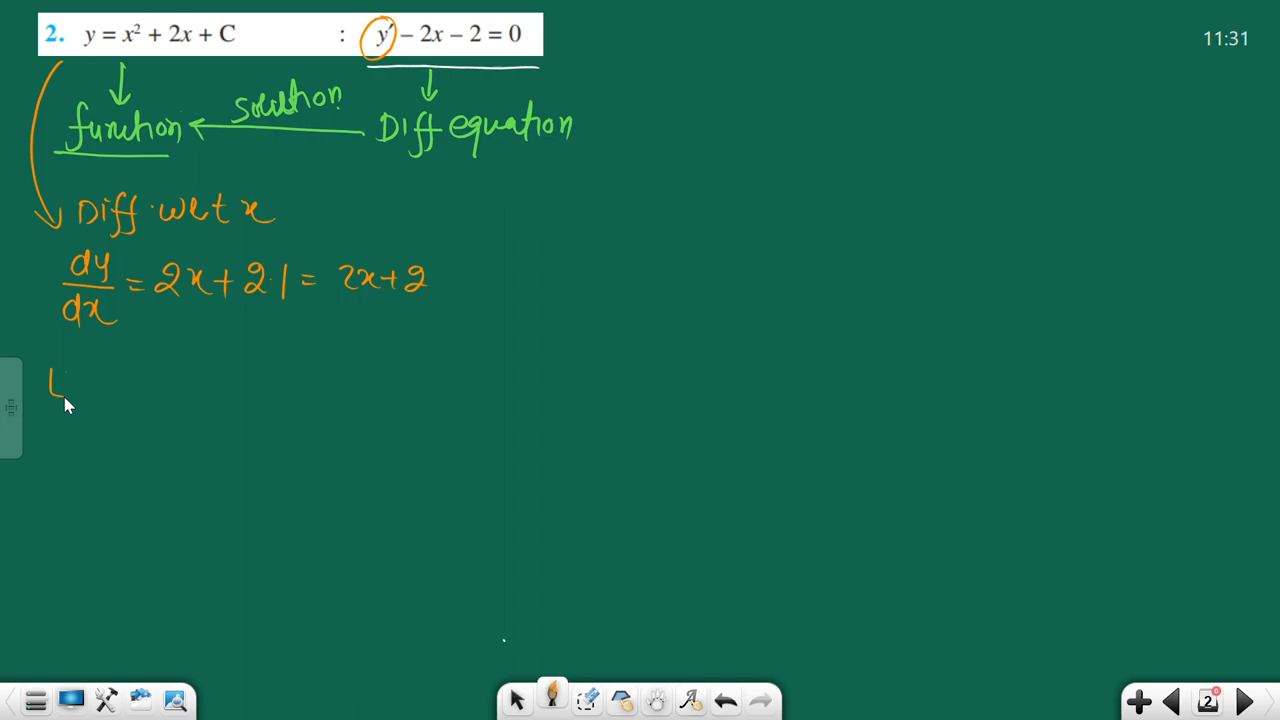 2. y = x² + 2x + C : y′ – 2x – 2 = 0
11:31
function ← solution Diff equation
Diff. wrt x
dy/dx = 2x + 2·1 = 2x+2
L
2